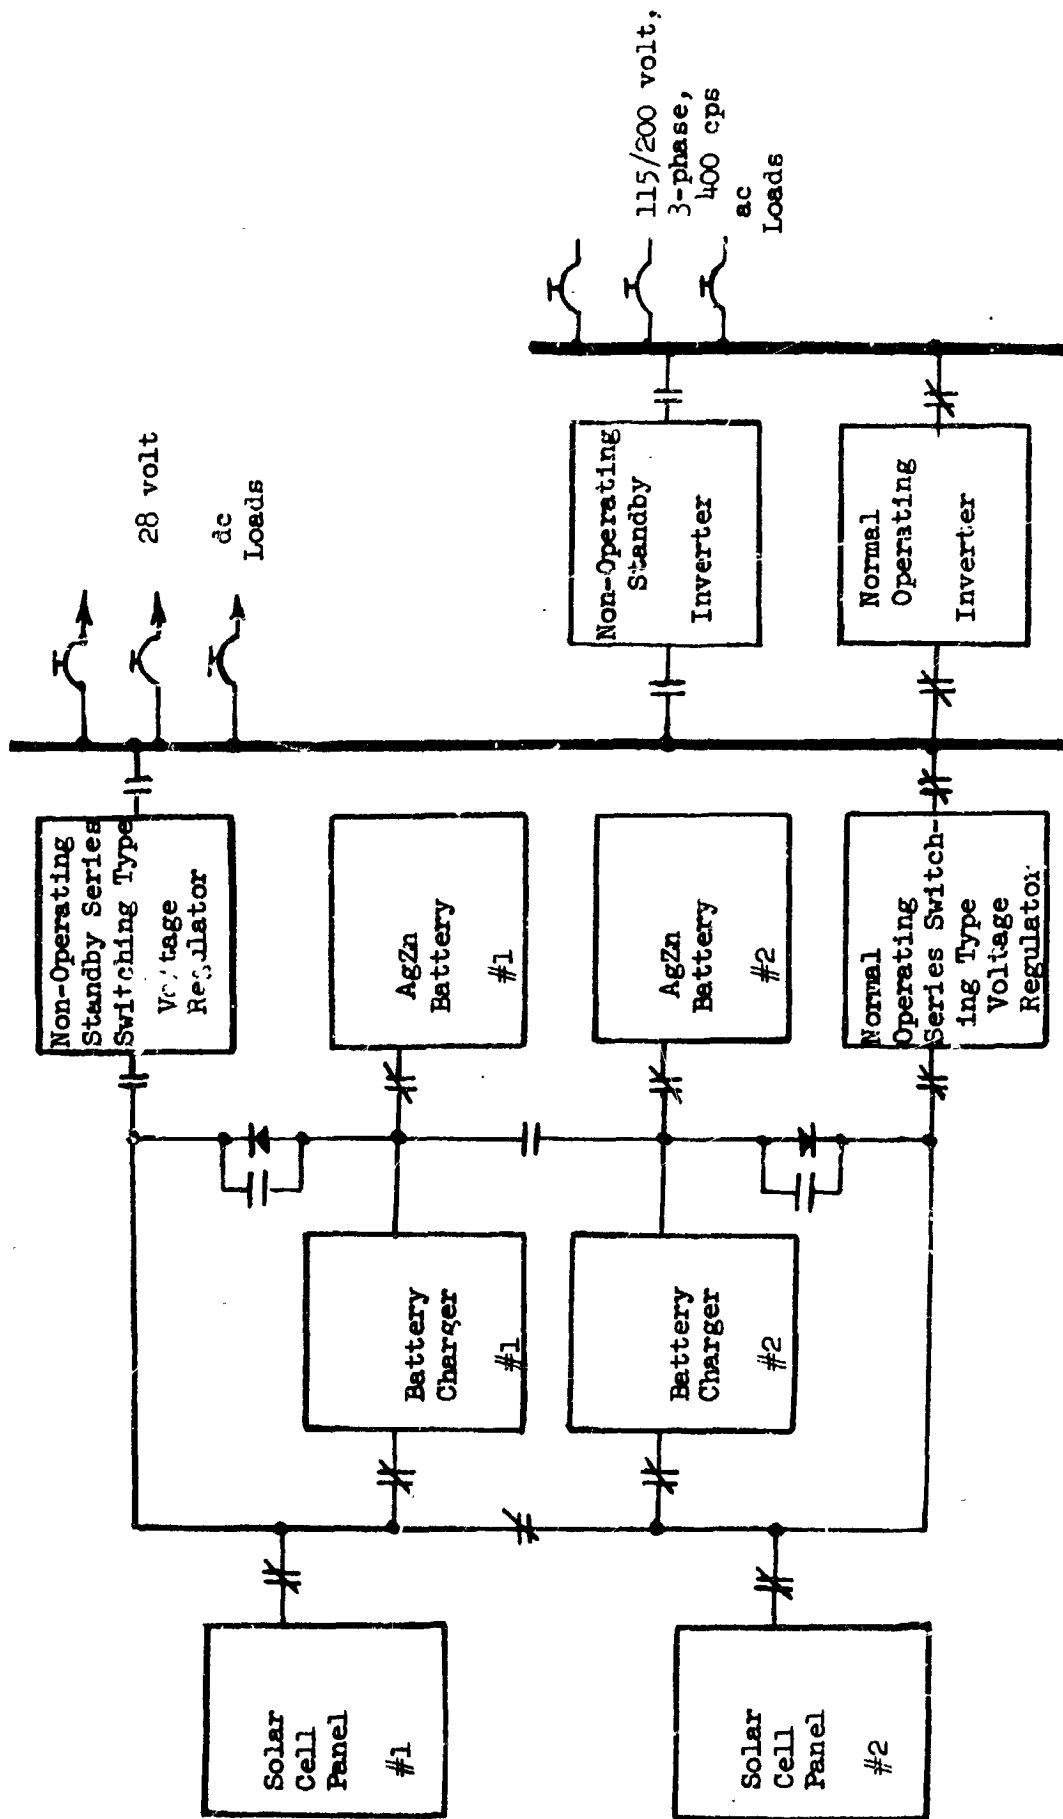 Solar
Cell
Panel
#1
Solar
Cell
Panel
#2
Battery
Charger
#1
Battery
Charger
#2
Non-Operating
Standby Series
Switching Type
Voltage
Regulator
AgZn
Battery
#1
AgZn
Battery
#2
Normal
Operating
Series Switch-
ing Type
Voltage
Regulator
28 volt
dc
Loads
Non-Operating
Standby
Inverter
Normal
Operating
Inverter
115/200 volt,
3-phase,
400 cps
ac
Loads